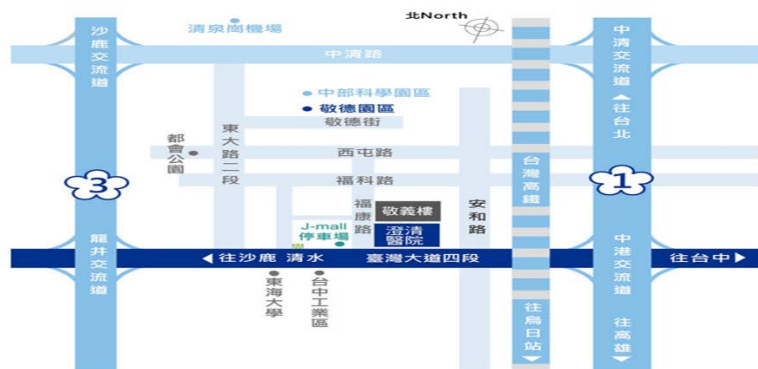 北North
清泉崗機場
沙鹿交流道
中清路
中清交流道
往台北
中部科學園區
敬德園區
敬德街
東大路二段
都會公園
西屯路
福科路
台灣高鐵
3
1
福康路
敬義樓
澄清
醫院
安和路
J-mall
停車場
龍井交流道
往沙鹿 清水
臺灣大道四段
中港交流道
往台中
東海大學
台中工業區
往烏日站
往高雄